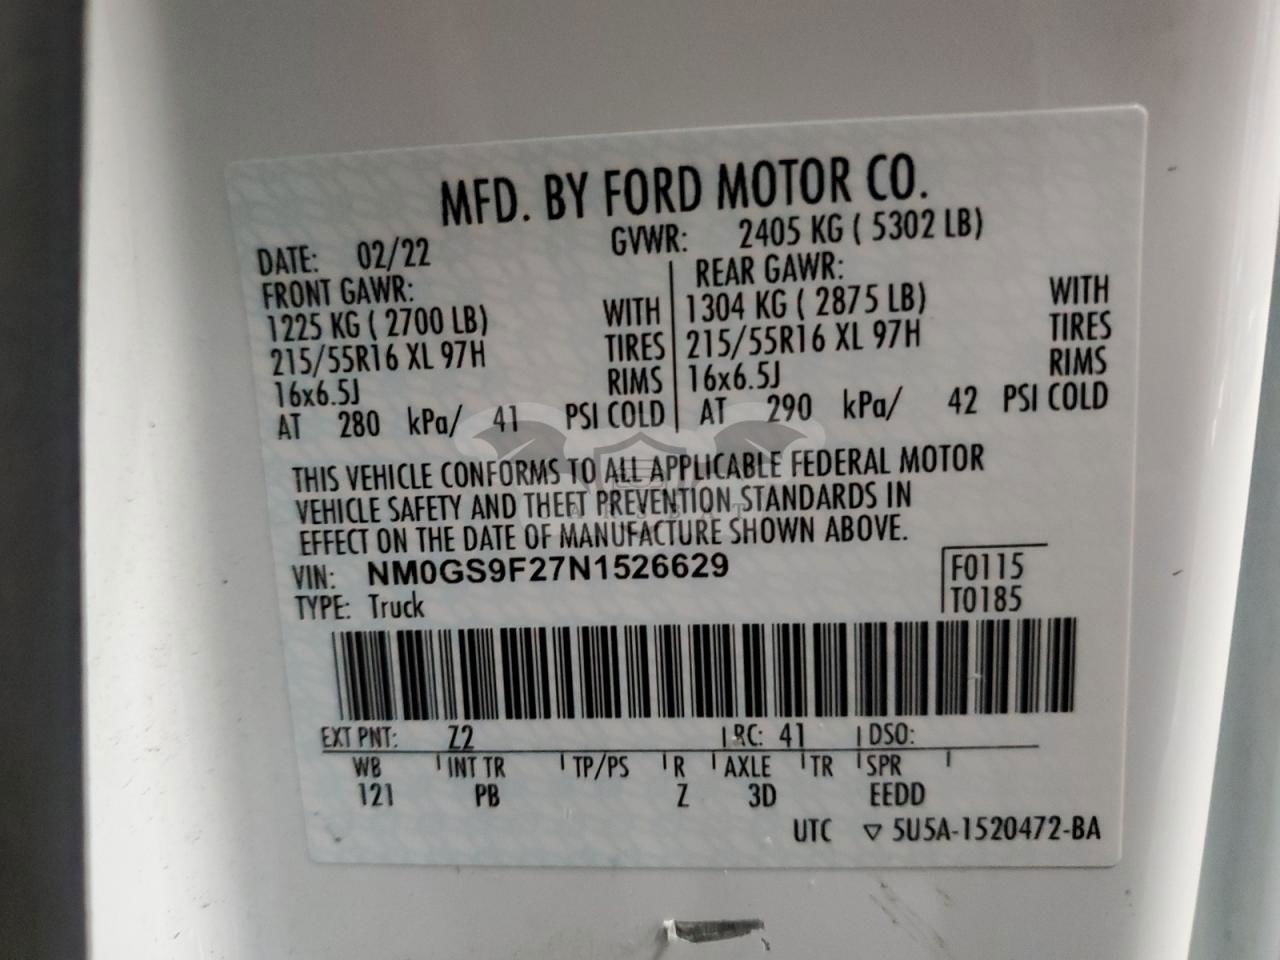 MFD. BY FORD MOTOR CO.
DATE: 02/22 GVWR: 2405 KG ( 5302 LB)
FRONT GAWR: REAR GAWR:
1225 KG ( 2700 LB) WITH 1304 KG ( 2875 LB) WITH
215/55R16 XL 97H TIRES 215/55R16 XL 97H TIRES
16x6.5J RIMS 16x6.5J RIMS
AT 280 kPa/ 41 PSI COLD AT 290 kPa/ 42 PSI COLD
THIS VEHICLE CONFORMS TO ALL APPLICABLE FEDERAL MOTOR
VEHICLE SAFETY AND THEFT PREVENTION STANDARDS IN
EFFECT ON THE DATE OF MANUFACTURE SHOWN ABOVE.
VIN: NM0GS9F27N1526629 F0115
TYPE: Truck T0185
EXT PNT: Z2 RC: 41 DSO:
WB INT TR TP/PS R AXLE TR SPR
121 PB Z 3D EEDD
UTC ▽ 5U5A-1520472-BA